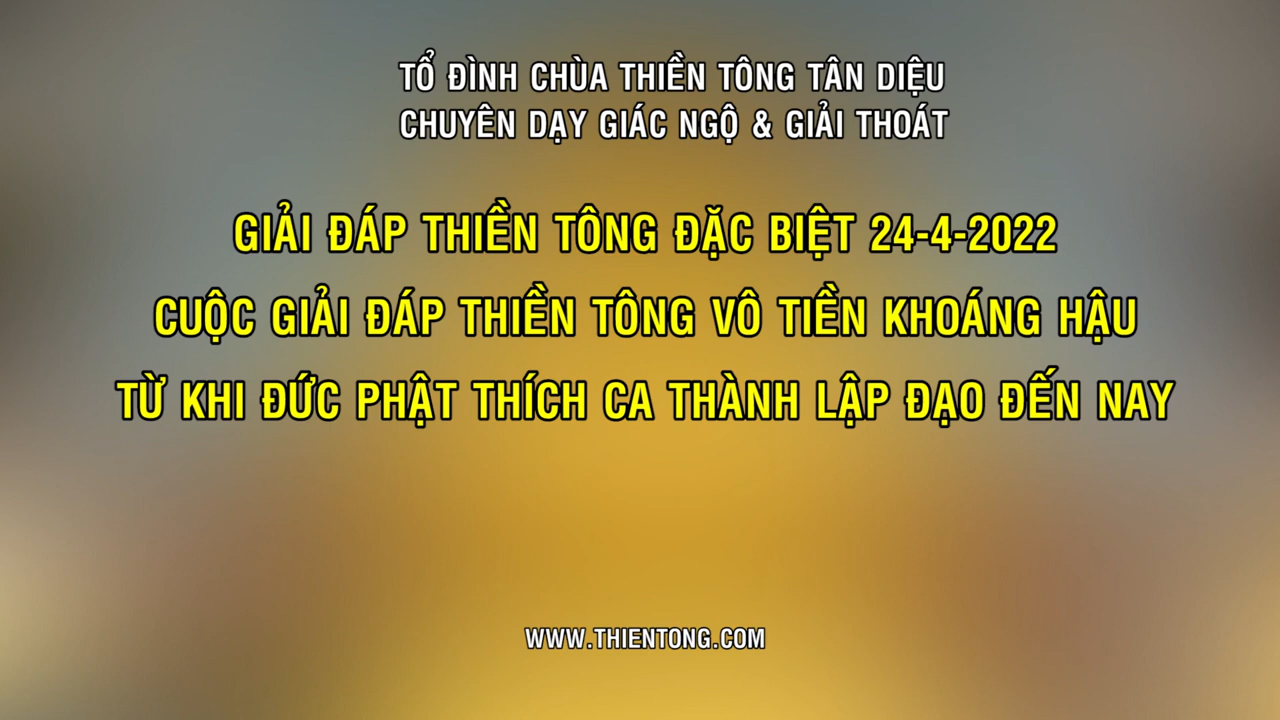 TỔ ĐÌNH CHÙA THIỀN TÔNG TÂN DIỆU
CHUYÊN DẠY GIÁC NGỘ & GIẢI THOÁT
GIẢI ĐÁP THIỀN TÔNG ĐẶC BIỆT 24-4-2022
CUỘC GIẢI ĐÁP THIỀN TÔNG VÔ TIỀN KHOÁNG HẬU
TỪ KHI ĐỨC PHẬT THÍCH CA THÀNH LẬP ĐẠO ĐẾN NAY
WWW.THIENTONG.COM